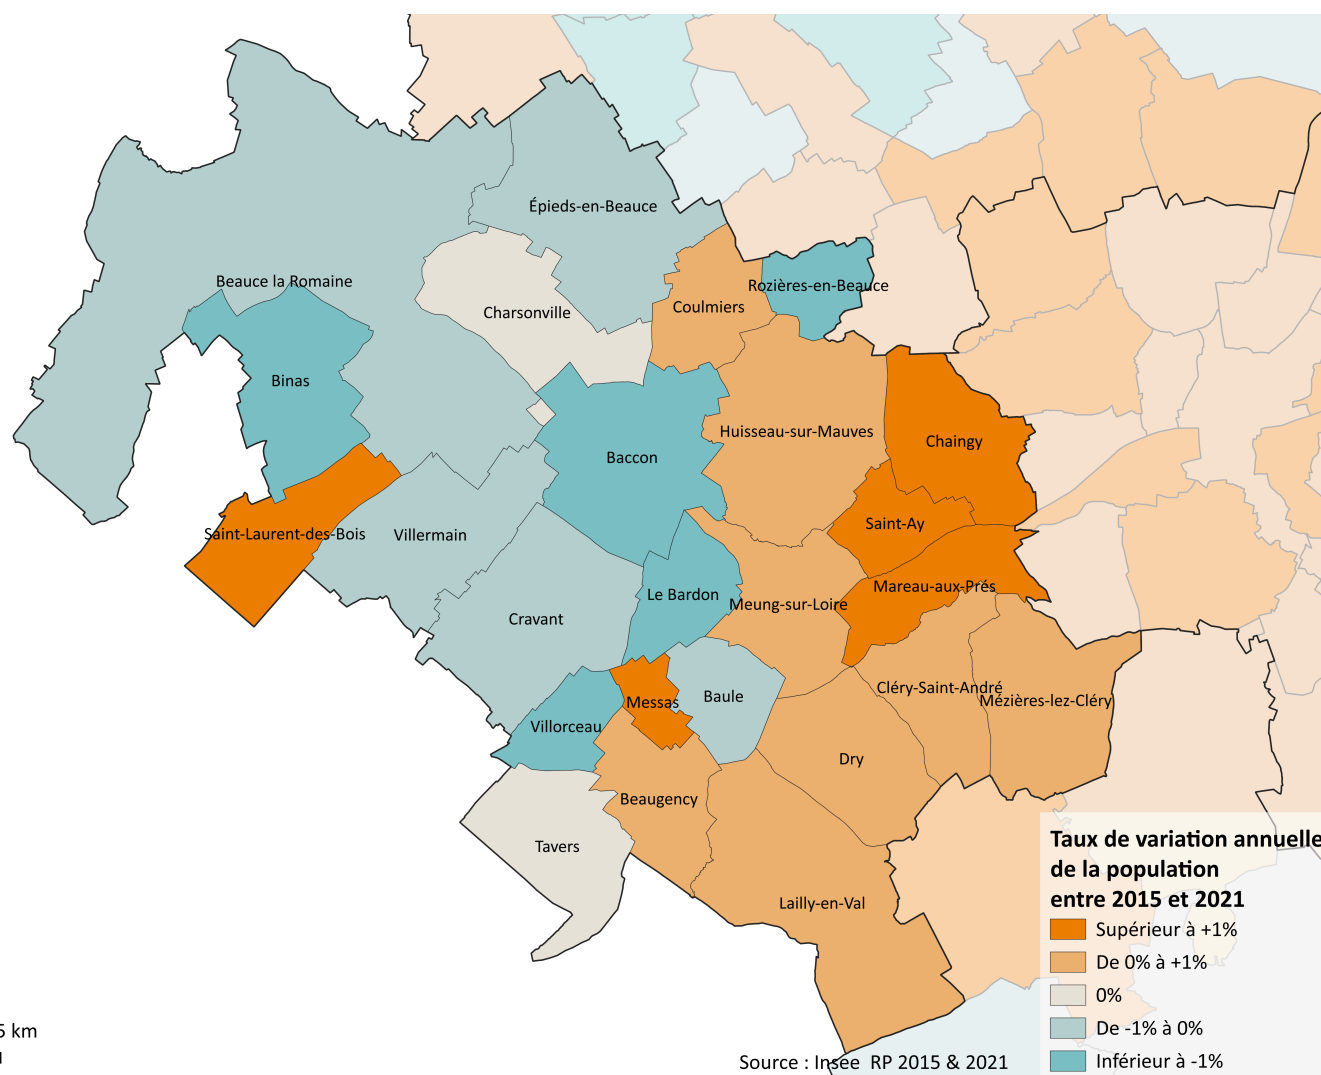 Épieds-en-Beauce
Beauce la Romaine
Rozières-en-Beauce
Coulmiers
Charsonville
Binas
Huisseau-sur-Mauves
Chaingy
Baccon
Saint-Ay
Saint-Laurent-des-Bois
Villermain
Mareau-aux-Prés
Le Bardon
Meung-sur-Loire
Cravant
Cléry-Saint-André
Mézières-lez-Cléry
Messas
Baule
Villorceau
Dry
Beaugency
Tavers
Lailly-en-Val
Taux de variation annuelle
de la population
entre 2015 et 2021
Supérieur à +1%
De 0% à +1%
0%
De -1% à 0%
Inférieur à -1%
5 km
Source : Insee RP 2015 & 2021